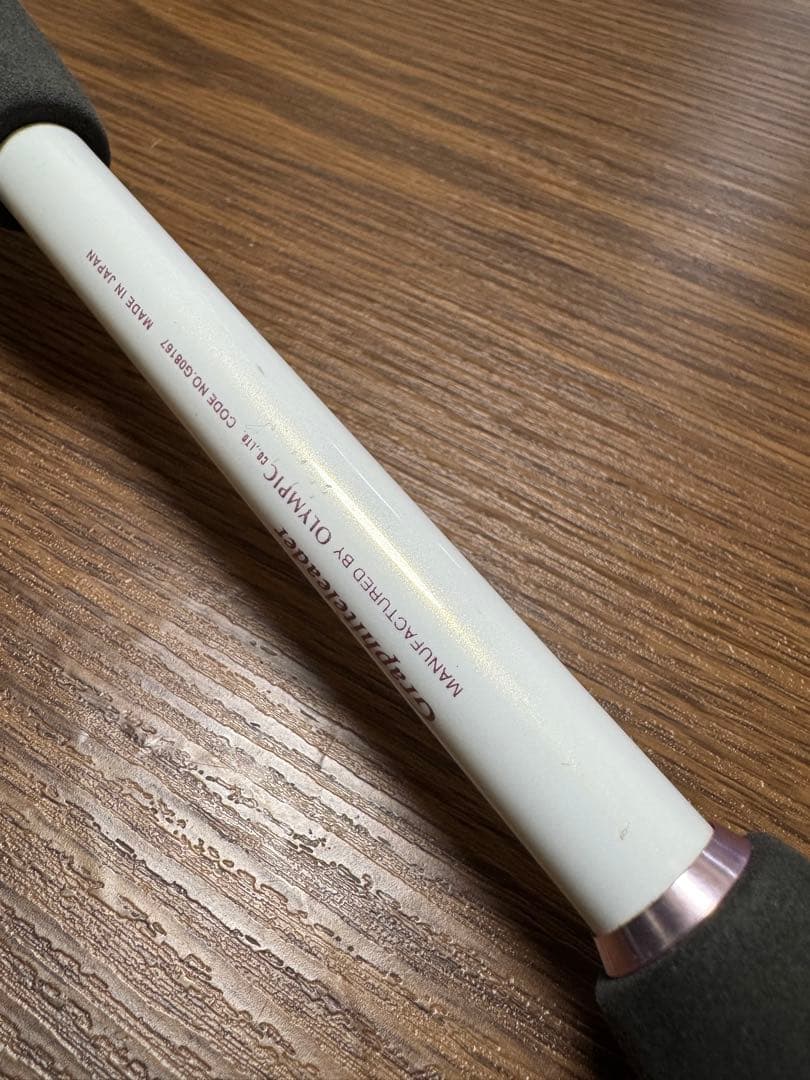 Graphiteleader
MANUFACTURED BY OLYMPIC CO.,LTD. CODE NO.G08167 MADE IN JAPAN